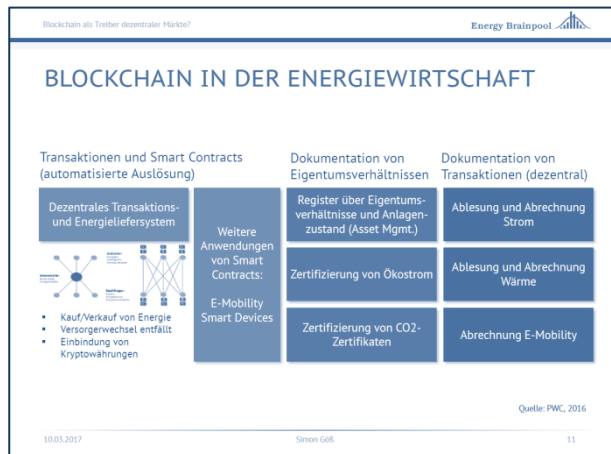 Blockchain als Treiber dezentraler Märkte?
Energy Brainpool
BLOCKCHAIN IN DER ENERGIEWIRTSCHAFT
Transaktionen und Smart Contracts
(automatisierte Auslösung)
Dezentrales Transaktions-
und Energieliefersystem
Kauf/Verkauf von Energie
Versorgerwechsel entfällt
Einbindung von
Kryptowährungen
Weitere
Anwendungen
von Smart
Contracts:
E-Mobility
Smart Devices
Dokumentation von
Eigentumsverhältnissen
Register über Eigentums-
verhältnisse und Anlagen-
zustand (Asset Mgmt.)
Zertifizierung von Ökostrom
Zertifizierung von CO2-
Zertifikaten
Dokumentation von
Transaktionen (dezentral)
Ablesung und Abrechnung
Strom
Ablesung und Abrechnung
Wärme
Abrechnung E-Mobility
Quelle: PWC, 2016
10.03.2017
Simon Göß
11